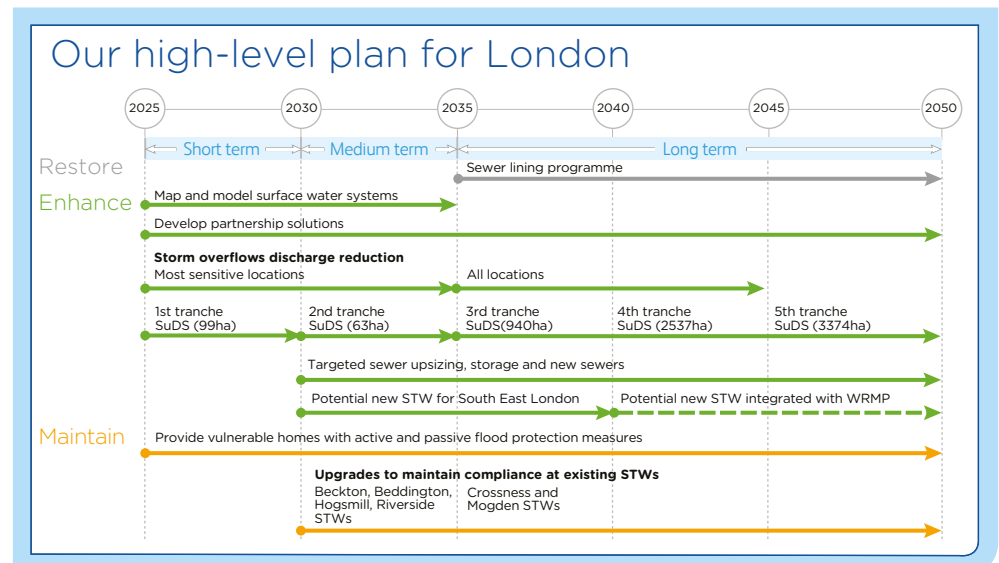 Our high-level plan for London
2025 2030 2035 2040 2045 2050
Short term Medium term Long term
Restore
Sewer lining programme
Enhance
Map and model surface water systems
Develop partnership solutions
Storm overflows discharge reduction
Most sensitive locations
All locations
1st tranche
SuDS (99ha)
2nd tranche
SuDS (63ha)
3rd tranche
SuDS(940ha)
4th tranche
SuDS (2537ha)
5th tranche
SuDS (3374ha)
Targeted sewer upsizing, storage and new sewers
Potential new STW for South East London
Potential new STW integrated with WRMP
Maintain
Provide vulnerable homes with active and passive flood protection measures
Upgrades to maintain compliance at existing STWs
Beckton, Beddington,
Hogsmill, Riverside
STWs
Crossness and
Mogden STWs